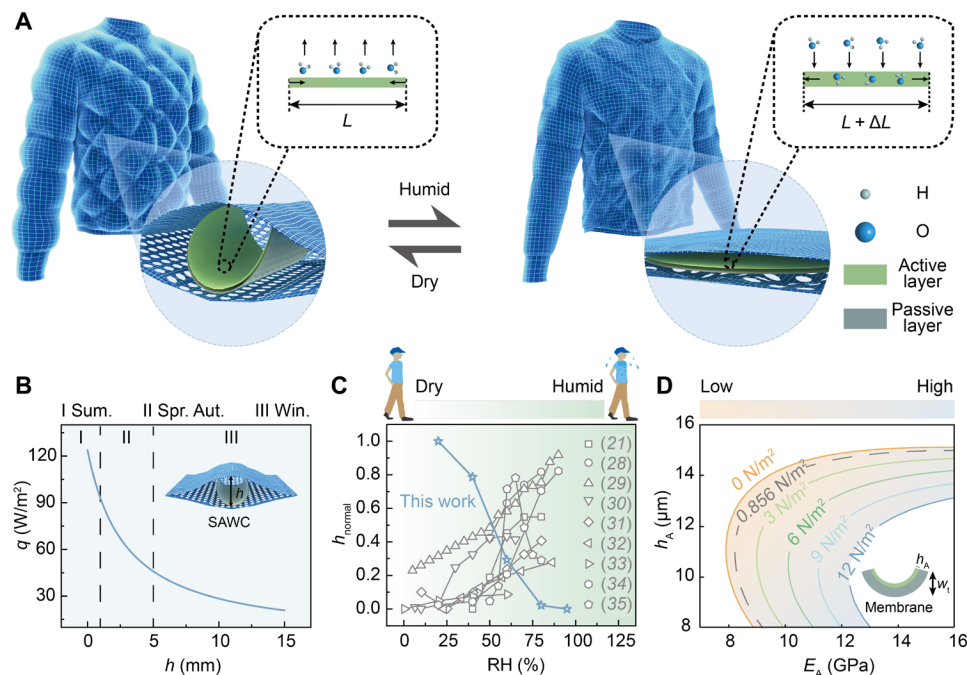 A
L
Humid
Dry
L + ΔL
H
O
Active
layer
Passive
layer
B
I Sum.
II Spr. Aut.
III Win.
I
II
III
120
90
60
30
q (W/m²)
h
SAWC
0
5
10
15
h (mm)
C
Dry
Humid
1.0
0.8
0.6
0.4
0.2
0.0
h normal
This work
(21)
(28)
(29)
(30)
(31)
(32)
(33)
(34)
(35)
0
25
50
75
100
125
RH (%)
D
Low
High
16
14
12
10
8
h_A (μm)
0 N/m²
0.856 N/m²
3 N/m²
6 N/m²
9 N/m²
12 N/m²
h_A
w_t
Membrane
8
10
12
14
16
E_A (GPa)